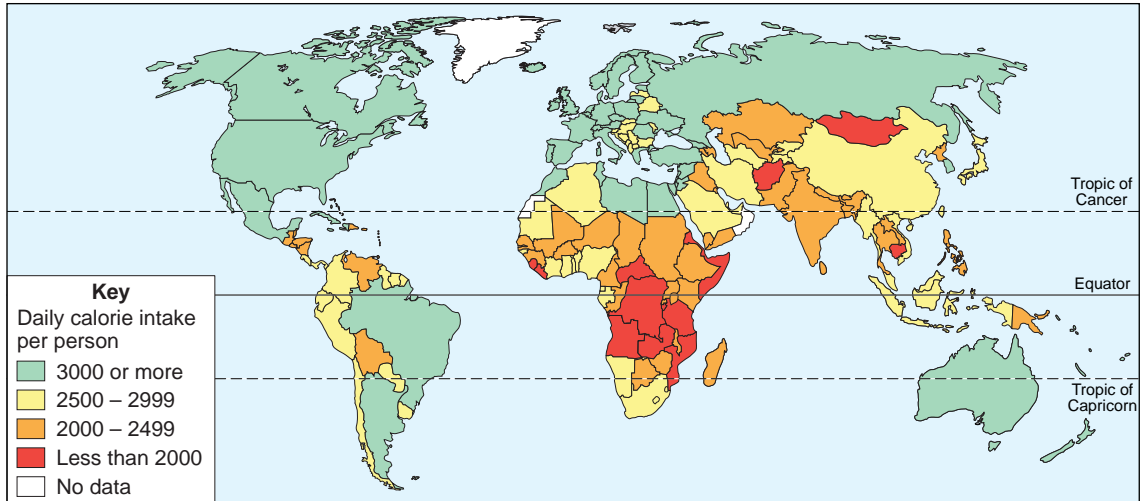 Tropic of
Cancer
Equator
Tropic of
Capricorn
Key
Daily calorie intake
per person
3000 or more
2500 – 2999
2000 – 2499
Less than 2000
No data